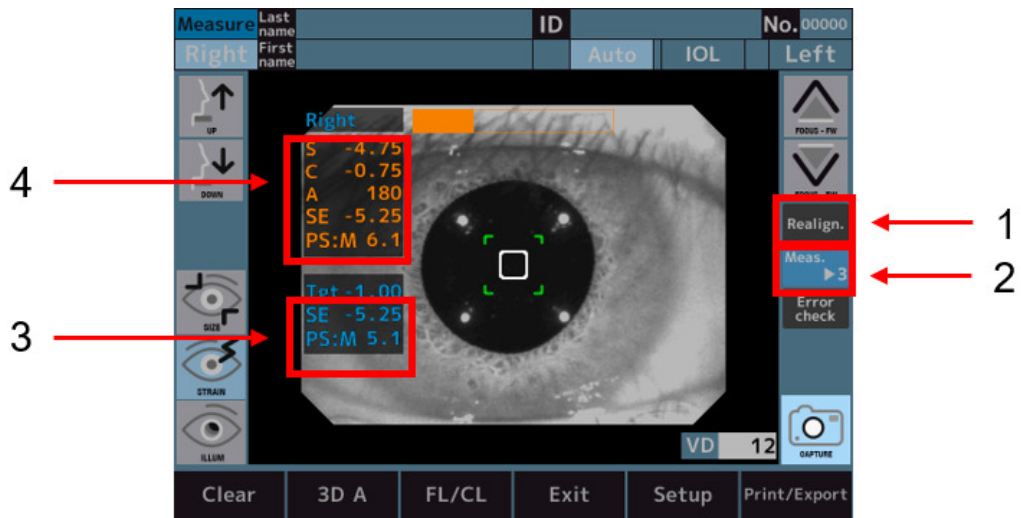 Measure Last name ID No. 00000
Right First name Auto IOL Left
UP
DOWN
SIZE
STRAIN
ILLUM
Right
S -4.75
C -0.75
A 180
SE -5.25
PS:M 6.1
Tgt -1.00
SE -5.25
PS:M 5.1
FOCUS - FW
FOCUS - FW
Realign.
Meas.
▶3
Error
check
CAPTURE
VD 12
Clear 3D A FL/CL Exit Setup Print/Export
4
3
1
2